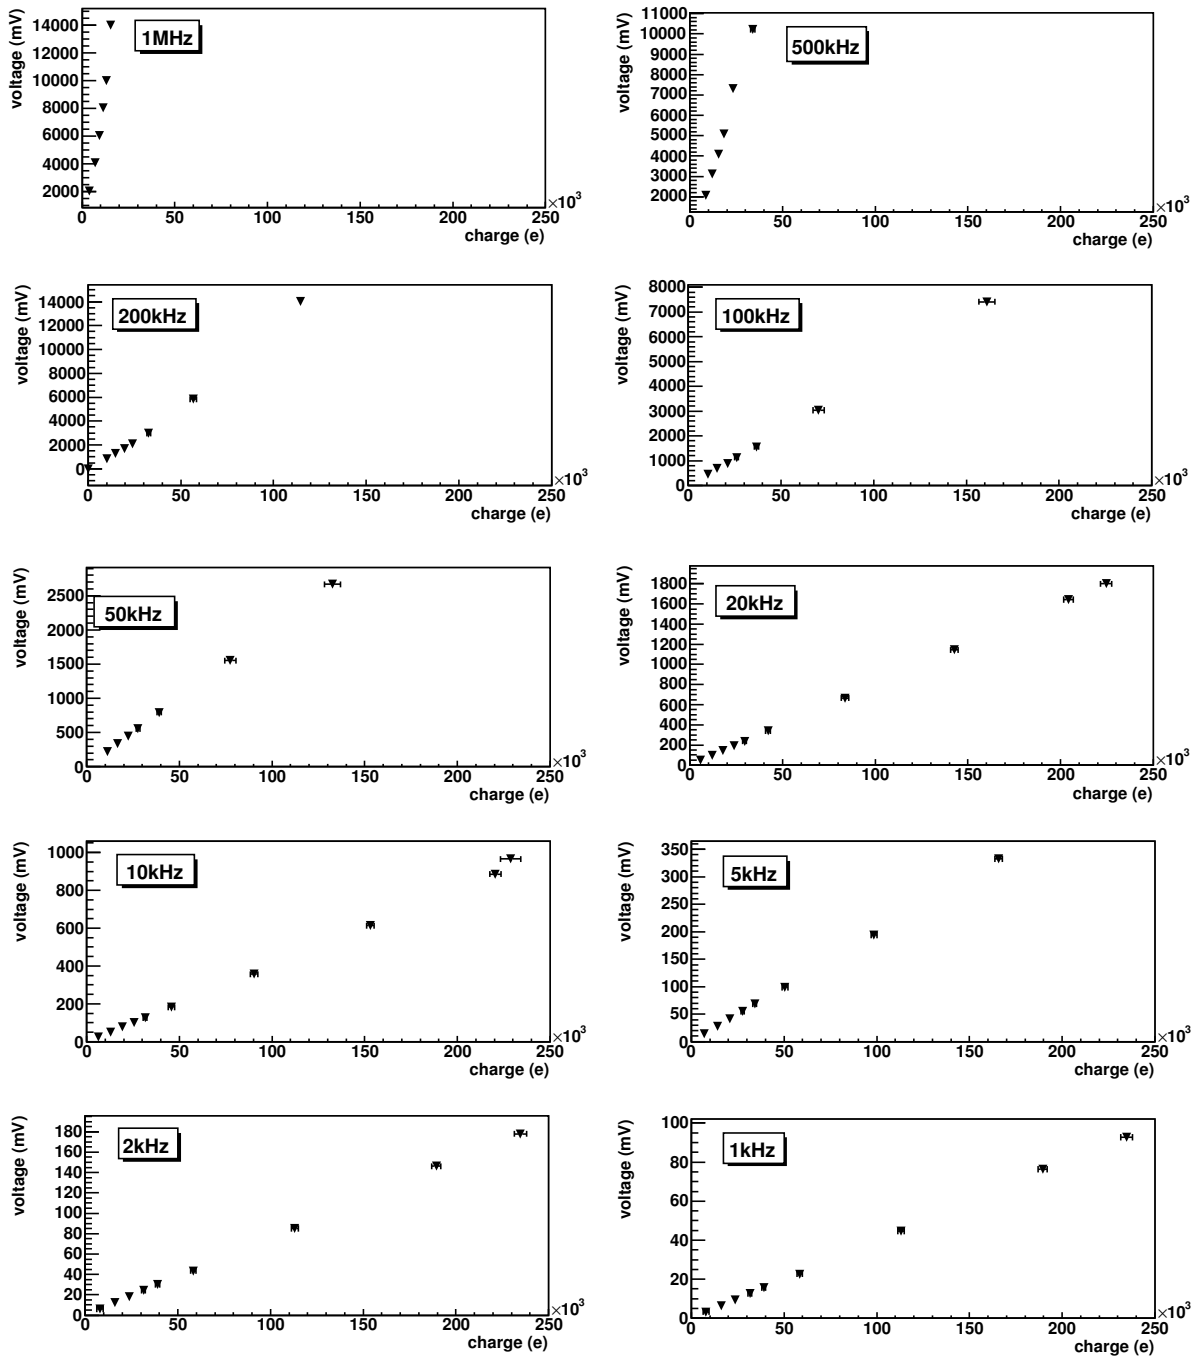 voltage (mV)
14000
12000
10000
8000
6000
4000
2000
1MHz
0 50 100 150 200 250
×10³
charge (e)
voltage (mV)
11000
10000
9000
8000
7000
6000
5000
4000
3000
2000
500kHz
0 50 100 150 200 250
×10³
charge (e)
voltage (mV)
14000
12000
10000
8000
6000
4000
2000
0
200kHz
0 50 100 150 200 250
×10³
charge (e)
voltage (mV)
8000
7000
6000
5000
4000
3000
2000
1000
0
100kHz
0 50 100 150 200 250
×10³
charge (e)
voltage (mV)
2500
2000
1500
1000
500
0
50kHz
0 50 100 150 200 250
×10³
charge (e)
voltage (mV)
1800
1600
1400
1200
1000
800
600
400
200
0
20kHz
0 50 100 150 200 250
×10³
charge (e)
voltage (mV)
1000
800
600
400
200
0
10kHz
0 50 100 150 200 250
×10³
charge (e)
voltage (mV)
350
300
250
200
150
100
50
0
5kHz
0 50 100 150 200 250
×10³
charge (e)
voltage (mV)
180
160
140
120
100
80
60
40
20
0
2kHz
0 50 100 150 200 250
×10³
charge (e)
voltage (mV)
100
80
60
40
20
0
1kHz
0 50 100 150 200 250
×10³
charge (e)